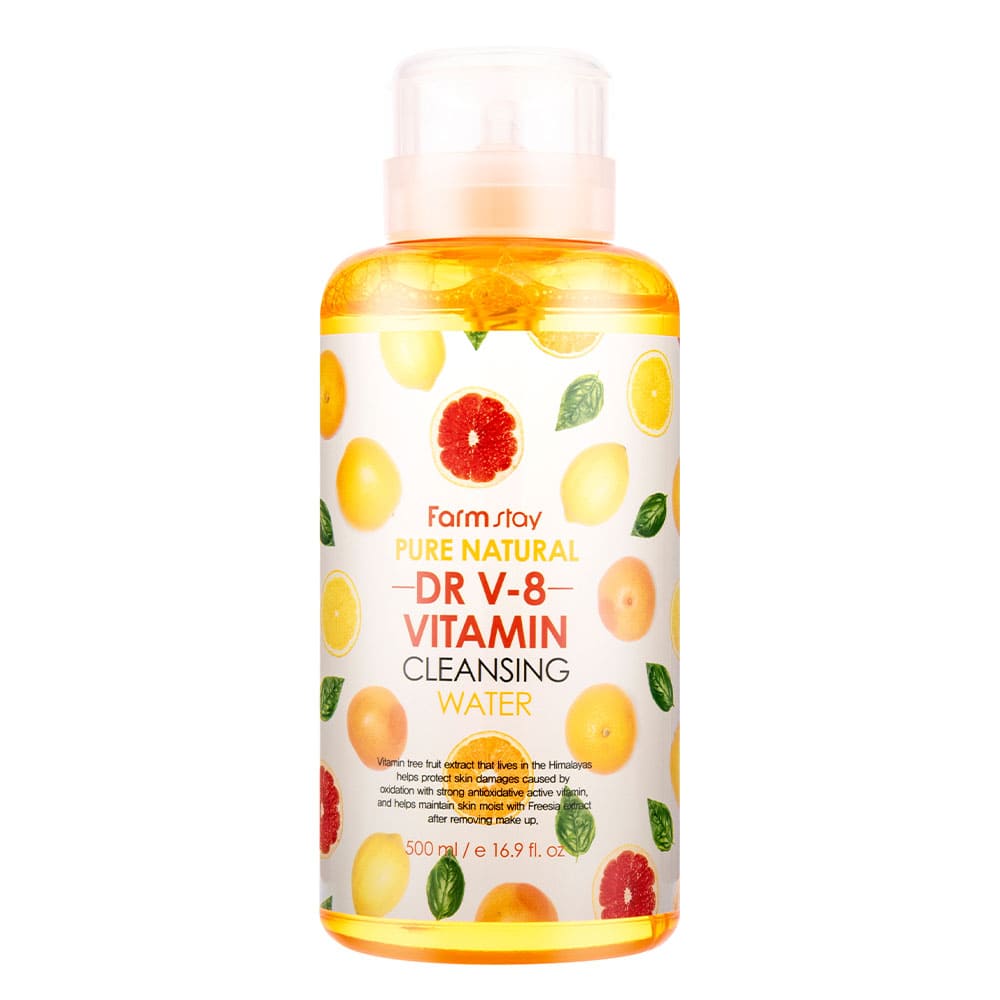 Farm stay
PURE NATURAL
DR V-8
VITAMIN
CLEANSING
WATER
Vitamin tree fruit extract that lives in the Himalayas
helps protect skin damages caused by
oxidation with strong antioxidative active vitamin,
and helps maintain skin moist with Freesia extract
after removing make up.
500 ml / e 16.9 fl. oz